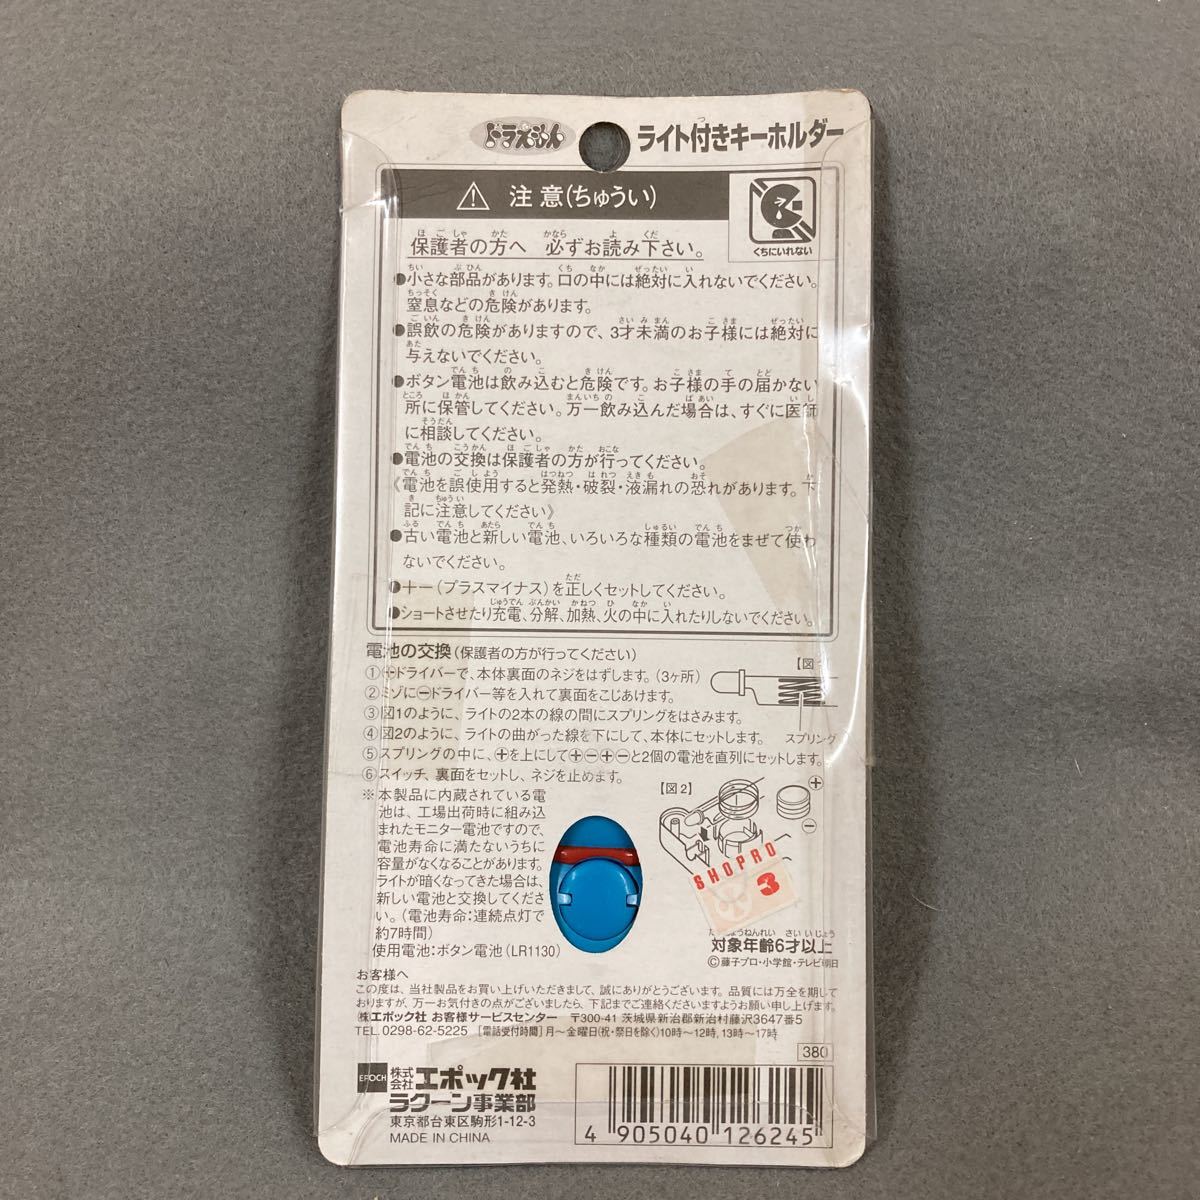 ドラえもん ライト付きキーホルダー
⚠ 注意(ちゅうい)
くちにいれない
保護者の方へ 必ずお読み下さい。
●小さな部品があります。口の中には絶対に入れないでください。
窒息などの危険があります。
●誤飲の危険がありますので、3才未満のお子様には絶対に
与えないでください。
●ボタン電池は飲み込むと危険です。お子様の手の届かない
所に保管してください。万一飲み込んだ場合は、すぐに医師
に相談してください。
●電池の交換は保護者の方が行ってください。
《電池を誤使用すると発熱・破裂・液漏れの恐れがあります。下
記に注意してください》
●古い電池と新しい電池、いろいろな種類の電池をまぜて使わ
ないでください。
●+−(プラスマイナス)を正しくセットしてください。
●ショートさせたり充電、分解、加熱、火の中に入れたりしないでください。
電池の交換(保護者の方が行ってください)
①⊕ドライバーで、本体裏面のネジをはずします。(3ヶ所)
②ミゾに⊖ドライバー等を入れて裏面をこじあけます。
③図1のように、ライトの2本の線の間にスプリングをはさみます。
④図2のように、ライトの曲がった線を下にして、本体にセットします。
⑤スプリングの中に、⊕を上にして⊕⊖⊕⊖と2個の電池を直列にセットします。
⑥スイッチ、裏面をセットし、ネジを止めます。
【図1
スプリング
【図2】
⊕
⊖
※本製品に内蔵されている電
池は、工場出荷時に組み込
まれたモニター電池ですので、
電池寿命に満たないうちに
容量がなくなることがあります。
ライトが暗くなってきた場合は、
新しい電池と交換してくださ
い。(電池寿命:連続点灯で
約7時間)
使用電池:ボタン電池(LR1130)
SHOPRO
3
対象年齢6才以上
©藤子プロ・小学館・テレビ朝日
お客様へ
この度は、当社製品をお買い上げいただきまして、誠にありがとうございます。品質には万全を期して
おりますが、万一お気付きの点がございましたら、下記までご連絡くださいますようお願い申し上げます。
㈱エポック社 お客様サービスセンター 〒300-41 茨城県新治郡新治村藤沢3647番5
TEL.0298-62-5225 [電話受付時間]月〜金曜日(祝・祭日を除く)10時〜12時,13時〜17時
380
EPOCH 株式会社エポック社
ラクーン事業部
東京都台東区駒形1-12-3
MADE IN CHINA
4 905040 126245